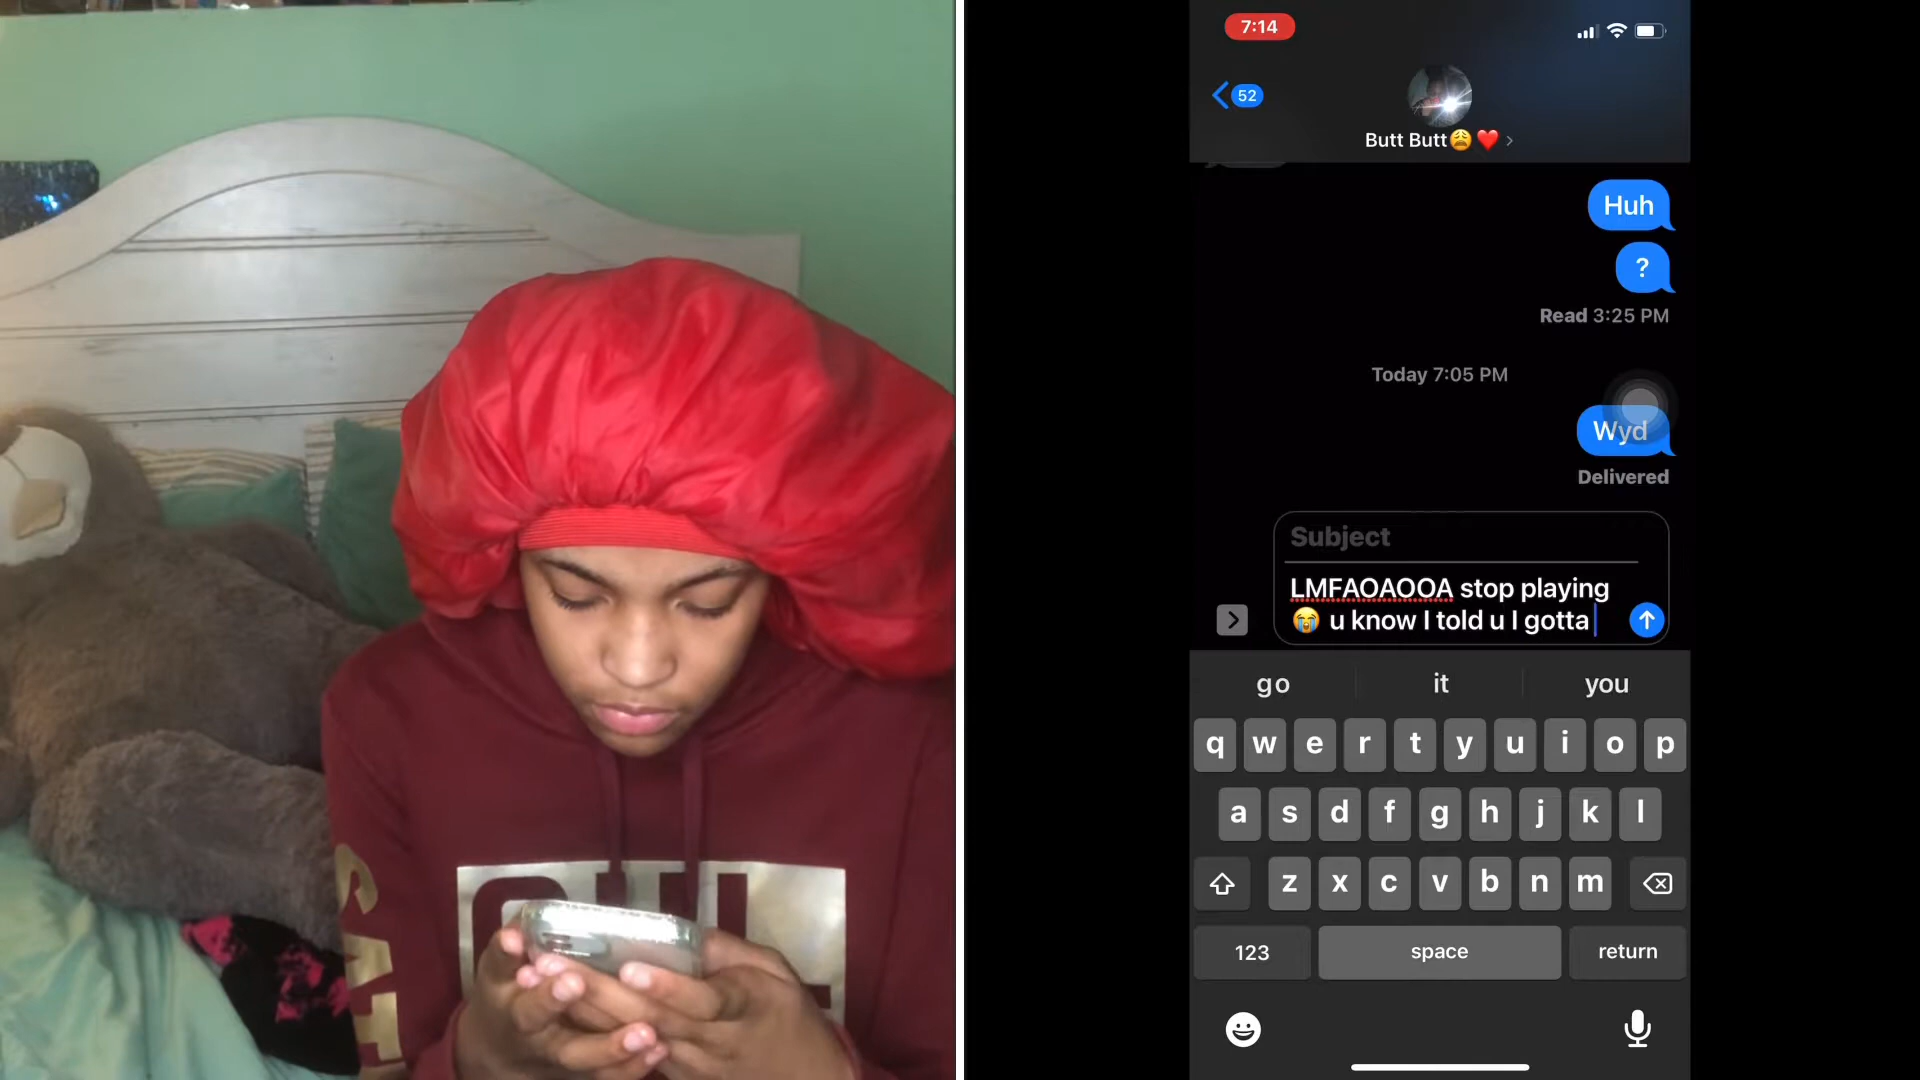 7:14
52
Butt Butt😩❤️ ›
Huh
?
Read 3:25 PM
Today 7:05 PM
Wyd
Delivered
Subject
LMFAOAOOA stop playing
😭 u know I told u I gotta
go it you
q w e r t y u i o p
a s d f g h j k l
z x c v b n m
123 space return